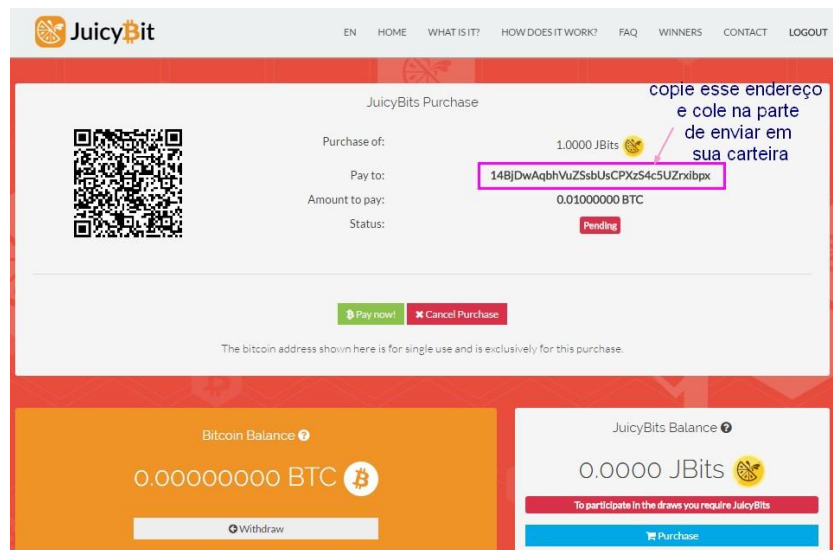 JuicyBit
EN HOME WHAT IS IT? HOW DOES IT WORK? FAQ WINNERS CONTACT LOGOUT
JuicyBits Purchase
copie esse endereço
e cole na parte
de enviar em
sua carteira
Purchase of: 1.0000 JBits
Pay to: 14BjDwAqbhVuZSsbUsCPXzS4c5UZrxibpx
Amount to pay: 0.01000000 BTC
Status: Pending
Pay now! Cancel Purchase
The bitcoin address shown here is for single use and is exclusively for this purchase.
Bitcoin Balance
0.00000000 BTC
Withdraw
JuicyBits Balance
0.0000 JBits
To participate in the draws you require JuicyBits
Purchase